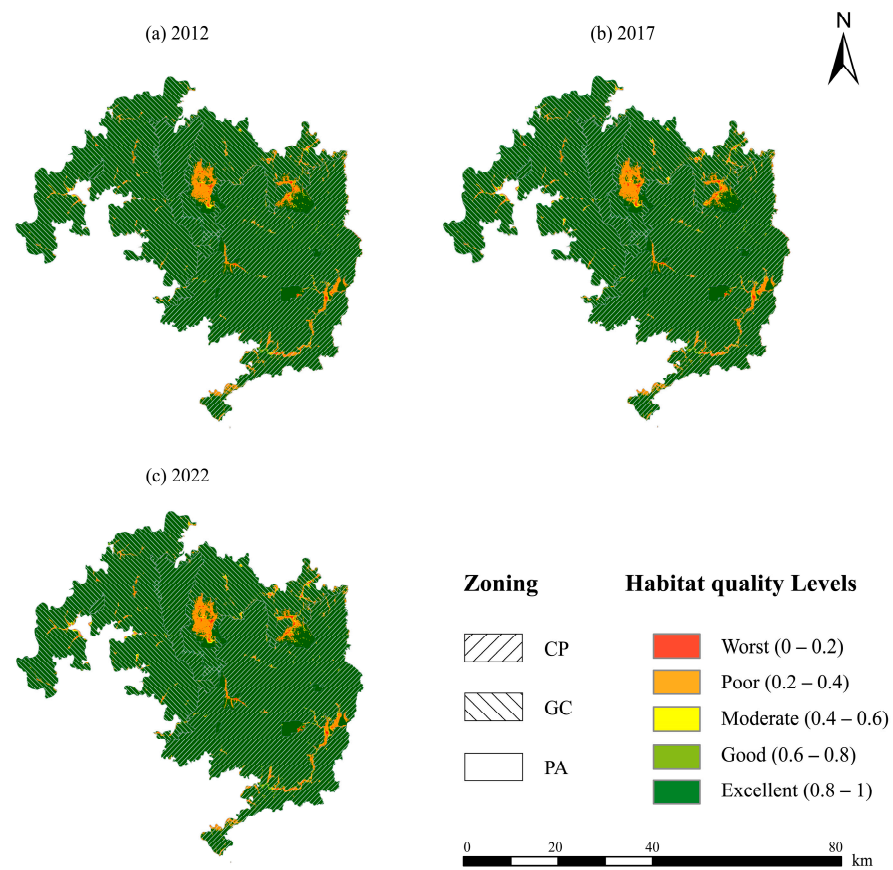 (a) 2012
(b) 2017
N
(c) 2022
Zoning
Habitat quality Levels
CP
GC
PA
Worst (0 – 0.2)
Poor (0.2 – 0.4)
Moderate (0.4 – 0.6)
Good (0.6 – 0.8)
Excellent (0.8 – 1)
0 20 40 80
km